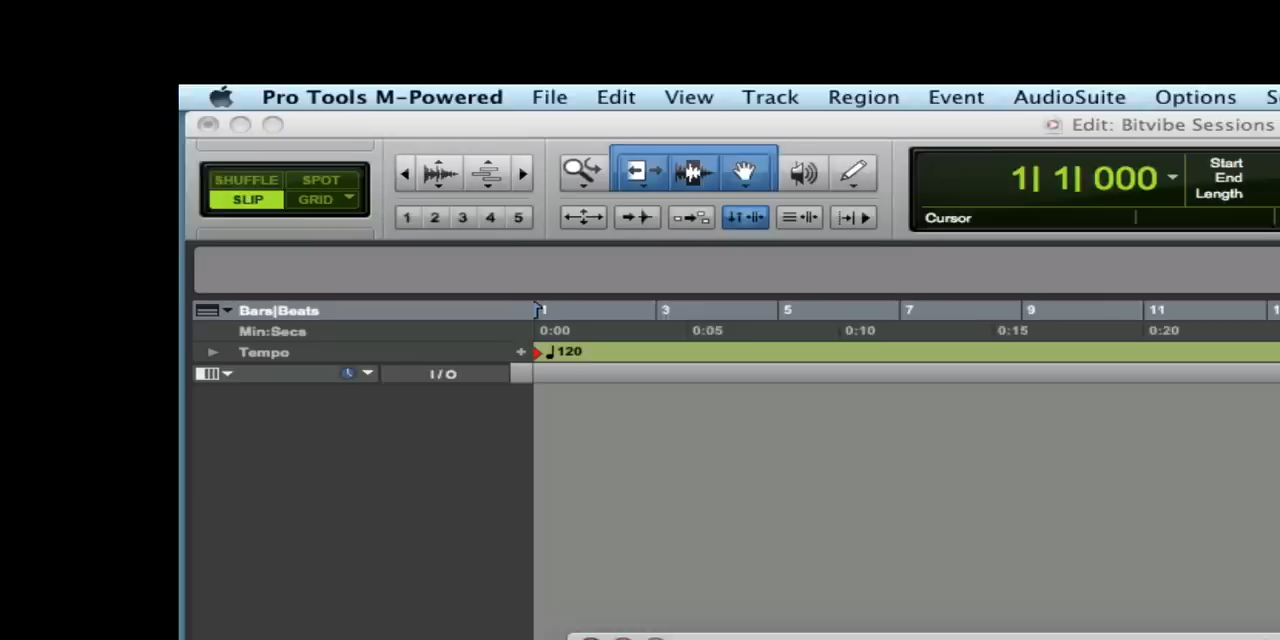 Pro Tools M-Powered File Edit View Track Region Event AudioSuite Options S
Edit: Bitvibe Sessions
SHUFFLE SPOT
SLIP GRID
1 2 3 4 5
1| 1| 000
Start
End
Length
Cursor
Bars|Beats 1 3 5 7 9 11 1
Min:Secs 0:00 0:05 0:10 0:15 0:20
Tempo 120
I/O